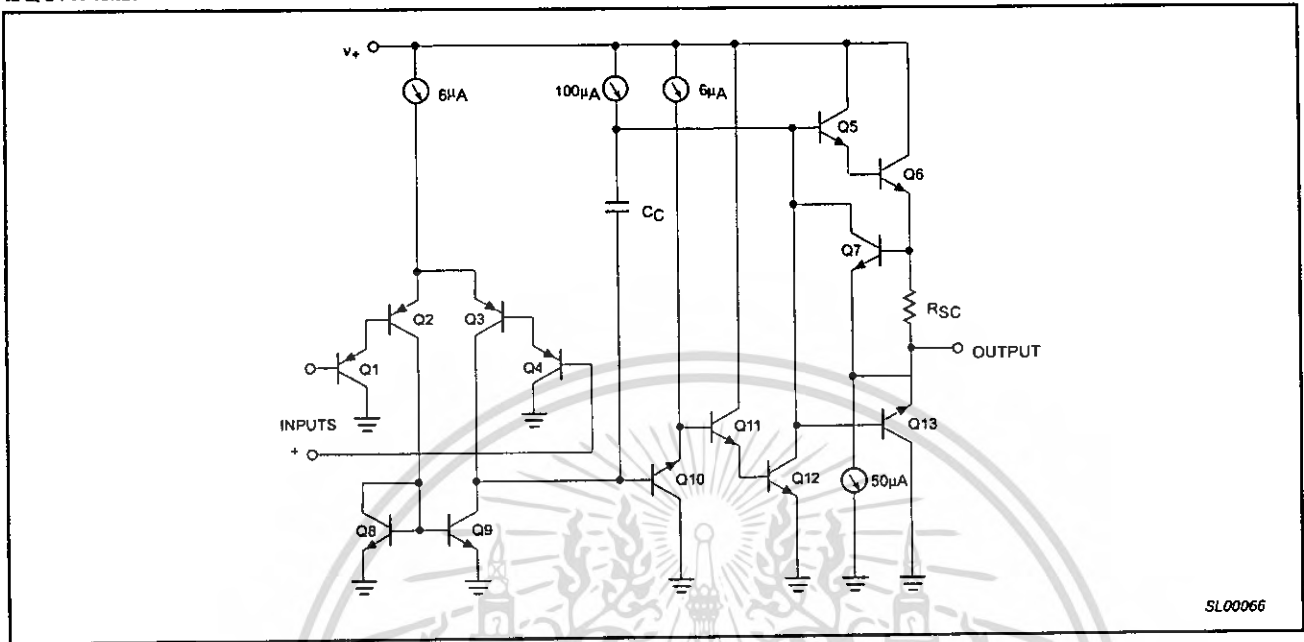 V+
6μA
100μA
6μA
Q5
Q6
CC
Q7
Q2
Q3
RSC
OUTPUT
Q1
Q4
INPUTS
+
Q11
Q13
Q10
Q12
50μA
Q8
Q9
SL00066